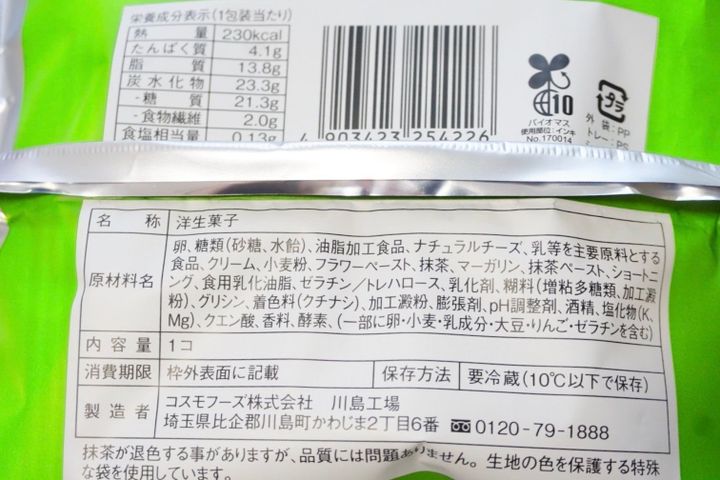 栄養成分表示(1包装当たり)
熱量 230kcal
たんぱく質 4.1g
脂質 13.8g
炭水化物 23.3g
-糖質 21.3g
-食物繊維 2.0g
食塩相当量 0.13g
4 903423 254226
10
バイオマス
使用部位:インキ
No.170014
プラ
外袋:PP
トレー:PS
名称 洋生菓子
原材料名
卵、糖類(砂糖、水飴)、油脂加工食品、ナチュラルチーズ、乳等を主要原料とする
食品、クリーム、小麦粉、フラワーペースト、抹茶、マーガリン、抹茶ペースト、ショートニ
ング、食用乳化油脂、ゼラチン/トレハロース、乳化剤、糊料(増粘多糖類、加工澱
粉)、グリシン、着色料(クチナシ)、加工澱粉、膨張剤、pH調整剤、酒精、塩化物(K、
Mg)、クエン酸、香料、酵素、(一部に卵・小麦・乳成分・大豆・りんご・ゼラチンを含む)
内容量 1コ
消費期限 枠外表面に記載 保存方法 要冷蔵(10℃以下で保存)
製造者 コスモフーズ株式会社 川島工場
埼玉県比企郡川島町かわじま2丁目6番 0120-79-1888
抹茶が退色する事がありますが、品質には問題ありません。生地の色を保護する特殊
な袋を使用しています。